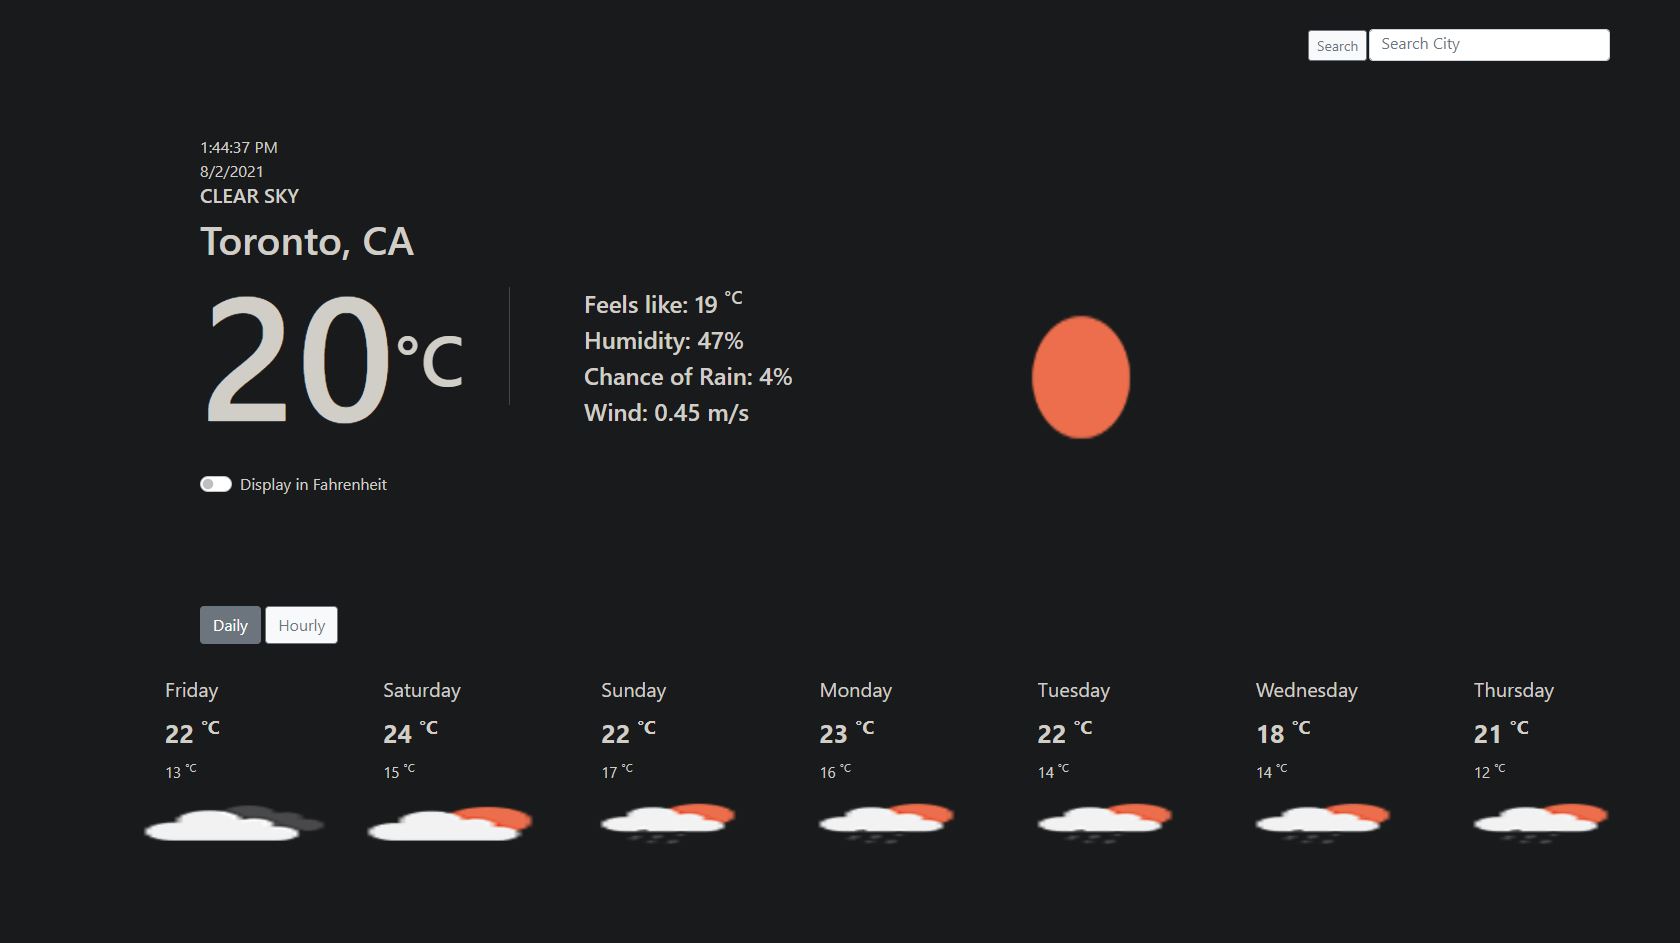 Search Search City
1:44:37 PM
8/2/2021
CLEAR SKY
Toronto, CA
20°C
Feels like: 19 °C
Humidity: 47%
Chance of Rain: 4%
Wind: 0.45 m/s
Display in Fahrenheit
Daily Hourly
Friday Saturday Sunday Monday Tuesday Wednesday Thursday
22 °C 24 °C 22 °C 23 °C 22 °C 18 °C 21 °C
13 °C 15 °C 17 °C 16 °C 14 °C 14 °C 12 °C